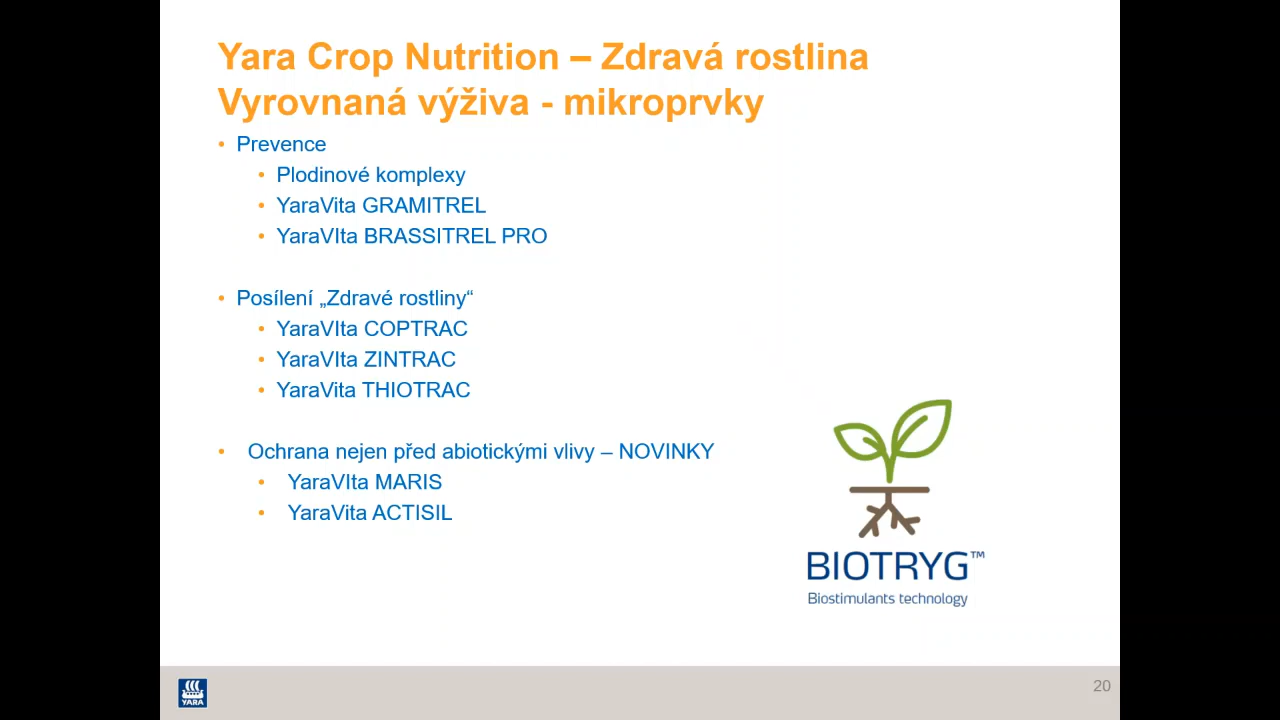 Yara Crop Nutrition – Zdravá rostlina
Vyrovnaná výživa - mikroprvky
• Prevence
• Plodinové komplexy
• YaraVita GRAMITREL
• YaraVIta BRASSITREL PRO
• Posílení „Zdravé rostliny“
• YaraVIta COPTRAC
• YaraVIta ZINTRAC
• YaraVita THIOTRAC
• Ochrana nejen před abiotickými vlivy – NOVINKY
• YaraVIta MARIS
• YaraVita ACTISIL
BIOTRYG™
Biostimulants technology
YARA
20